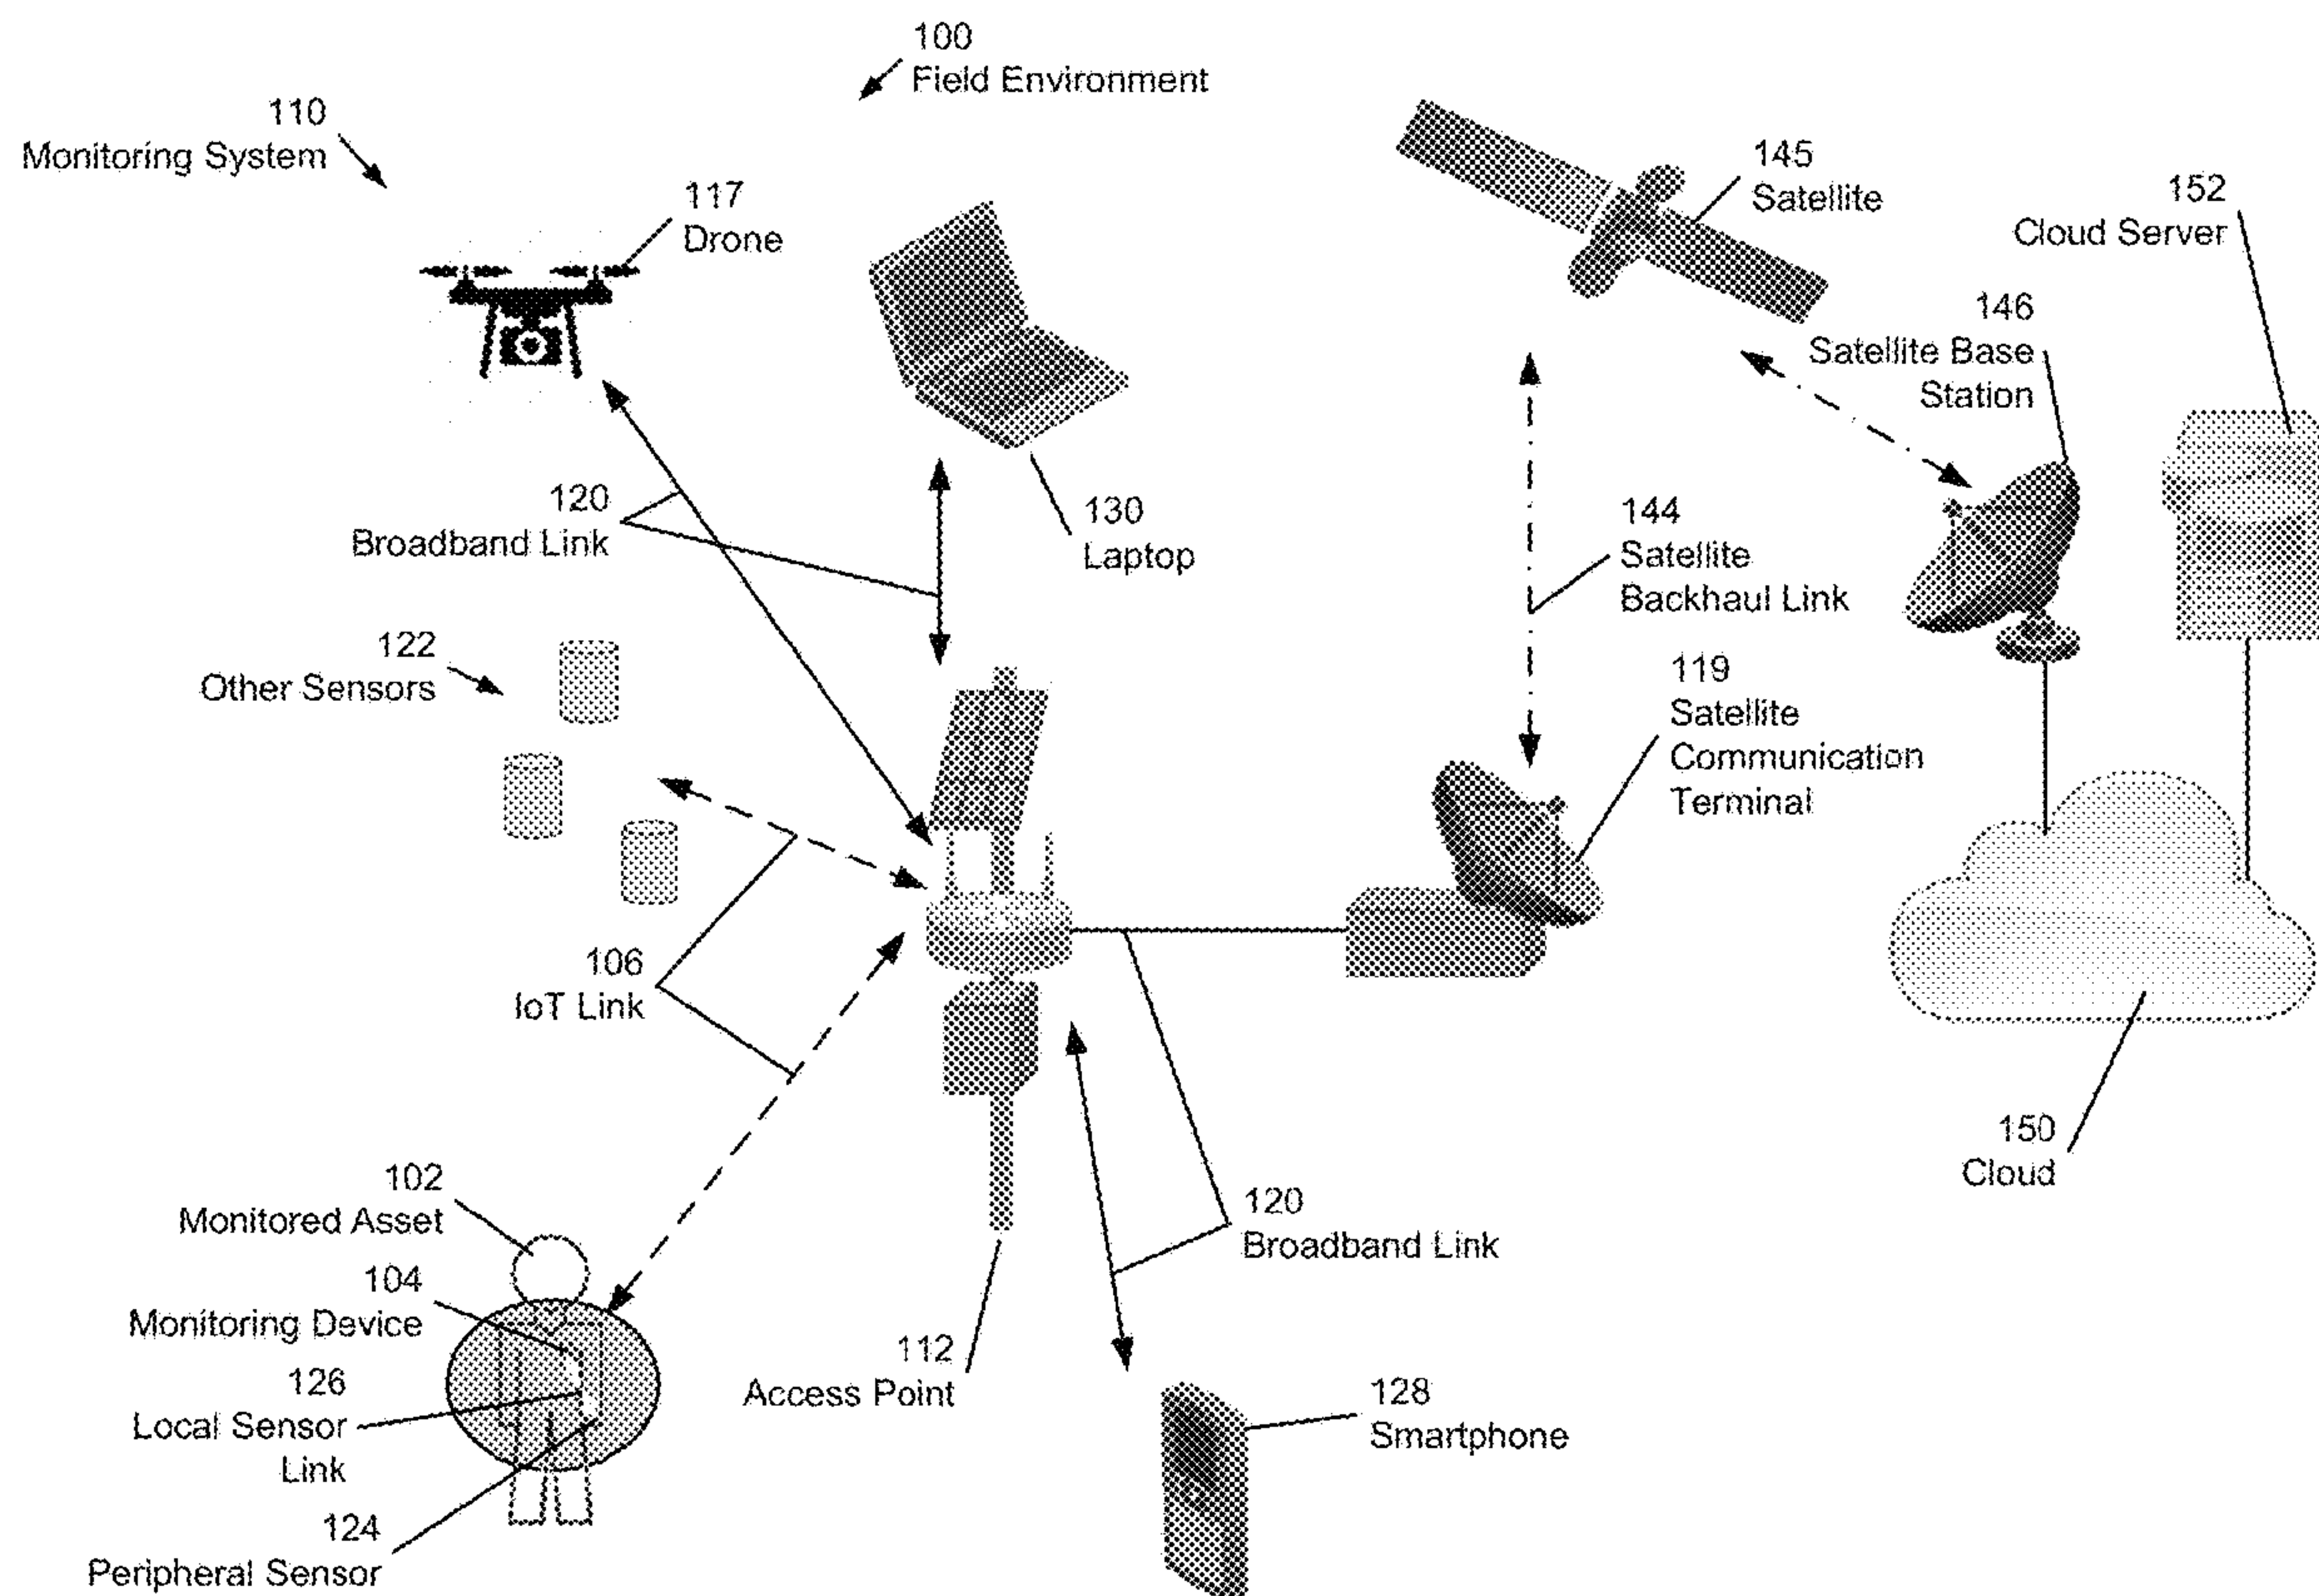 100
Field Environment
110
Monitoring System
117
Drone
145
Satellite
152
Cloud Server
146
Satellite Base
Station
120
Broadband Link
130
Laptop
144
Satellite
Backhaul Link
122
Other Sensors
119
Satellite
Communication
Terminal
106
IoT Link
150
Cloud
102
Monitored Asset
120
Broadband Link
104
Monitoring Device
112
Access Point
126
Local Sensor
Link
128
Smartphone
124
Peripheral Sensor